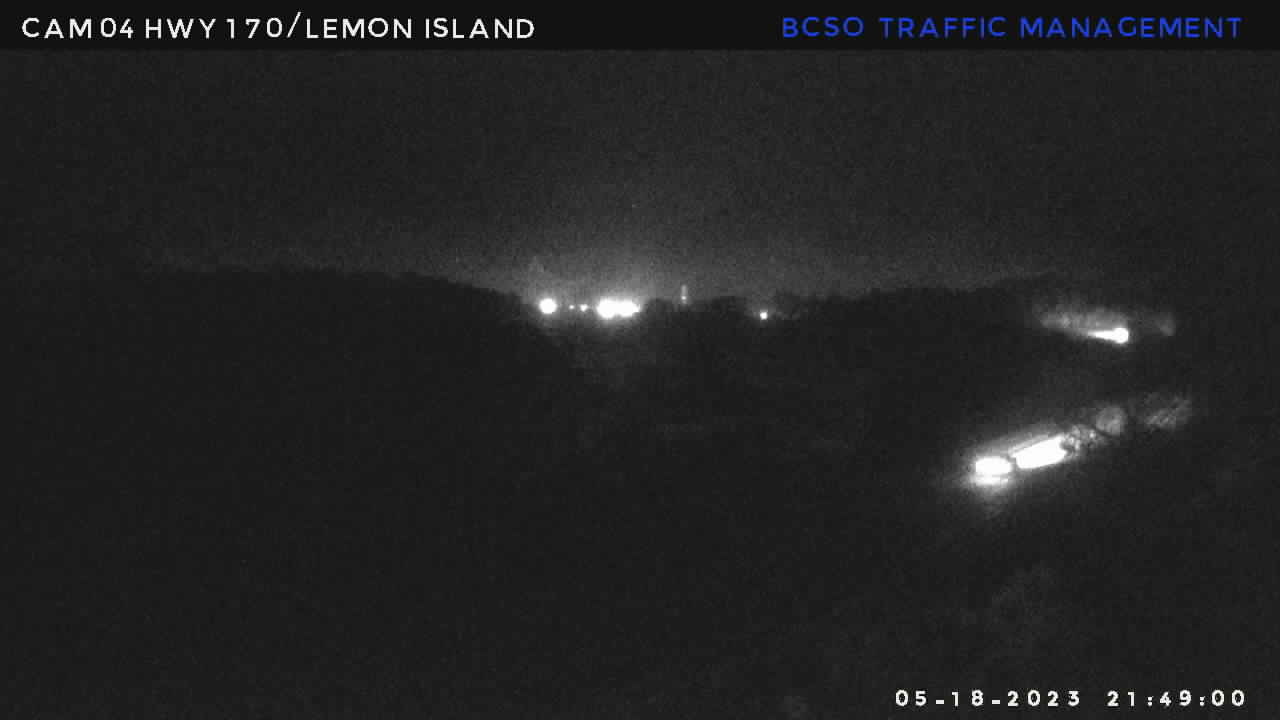 CAM 04 HWY 170/LEMON ISLAND
BCSO TRAFFIC MANAGEMENT
05-18-2023 21:49:00